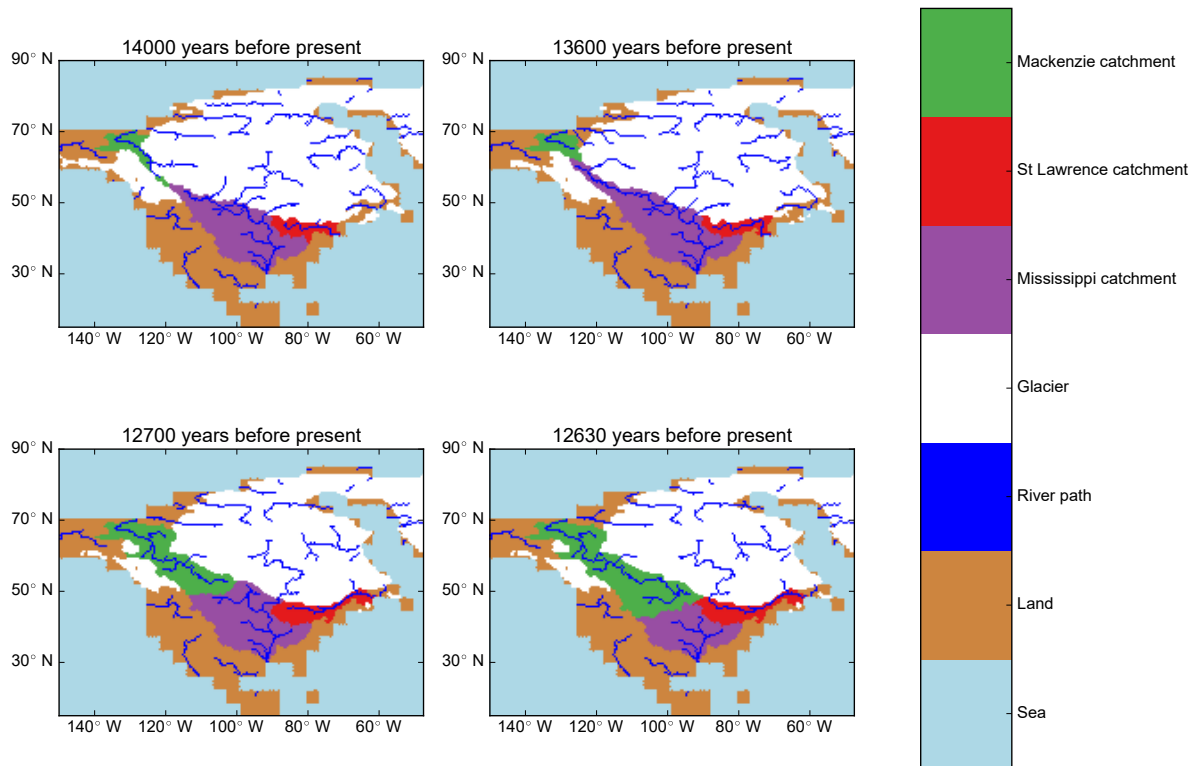 14000 years before present
90° N
70° N
50° N
30° N
140° W 120° W 100° W 80° W 60° W
13600 years before present
90° N
70° N
50° N
30° N
140° W 120° W 100° W 80° W 60° W
12700 years before present
90° N
70° N
50° N
30° N
140° W 120° W 100° W 80° W 60° W
12630 years before present
90° N
70° N
50° N
30° N
140° W 120° W 100° W 80° W 60° W
Mackenzie catchment
St Lawrence catchment
Mississippi catchment
Glacier
River path
Land
Sea